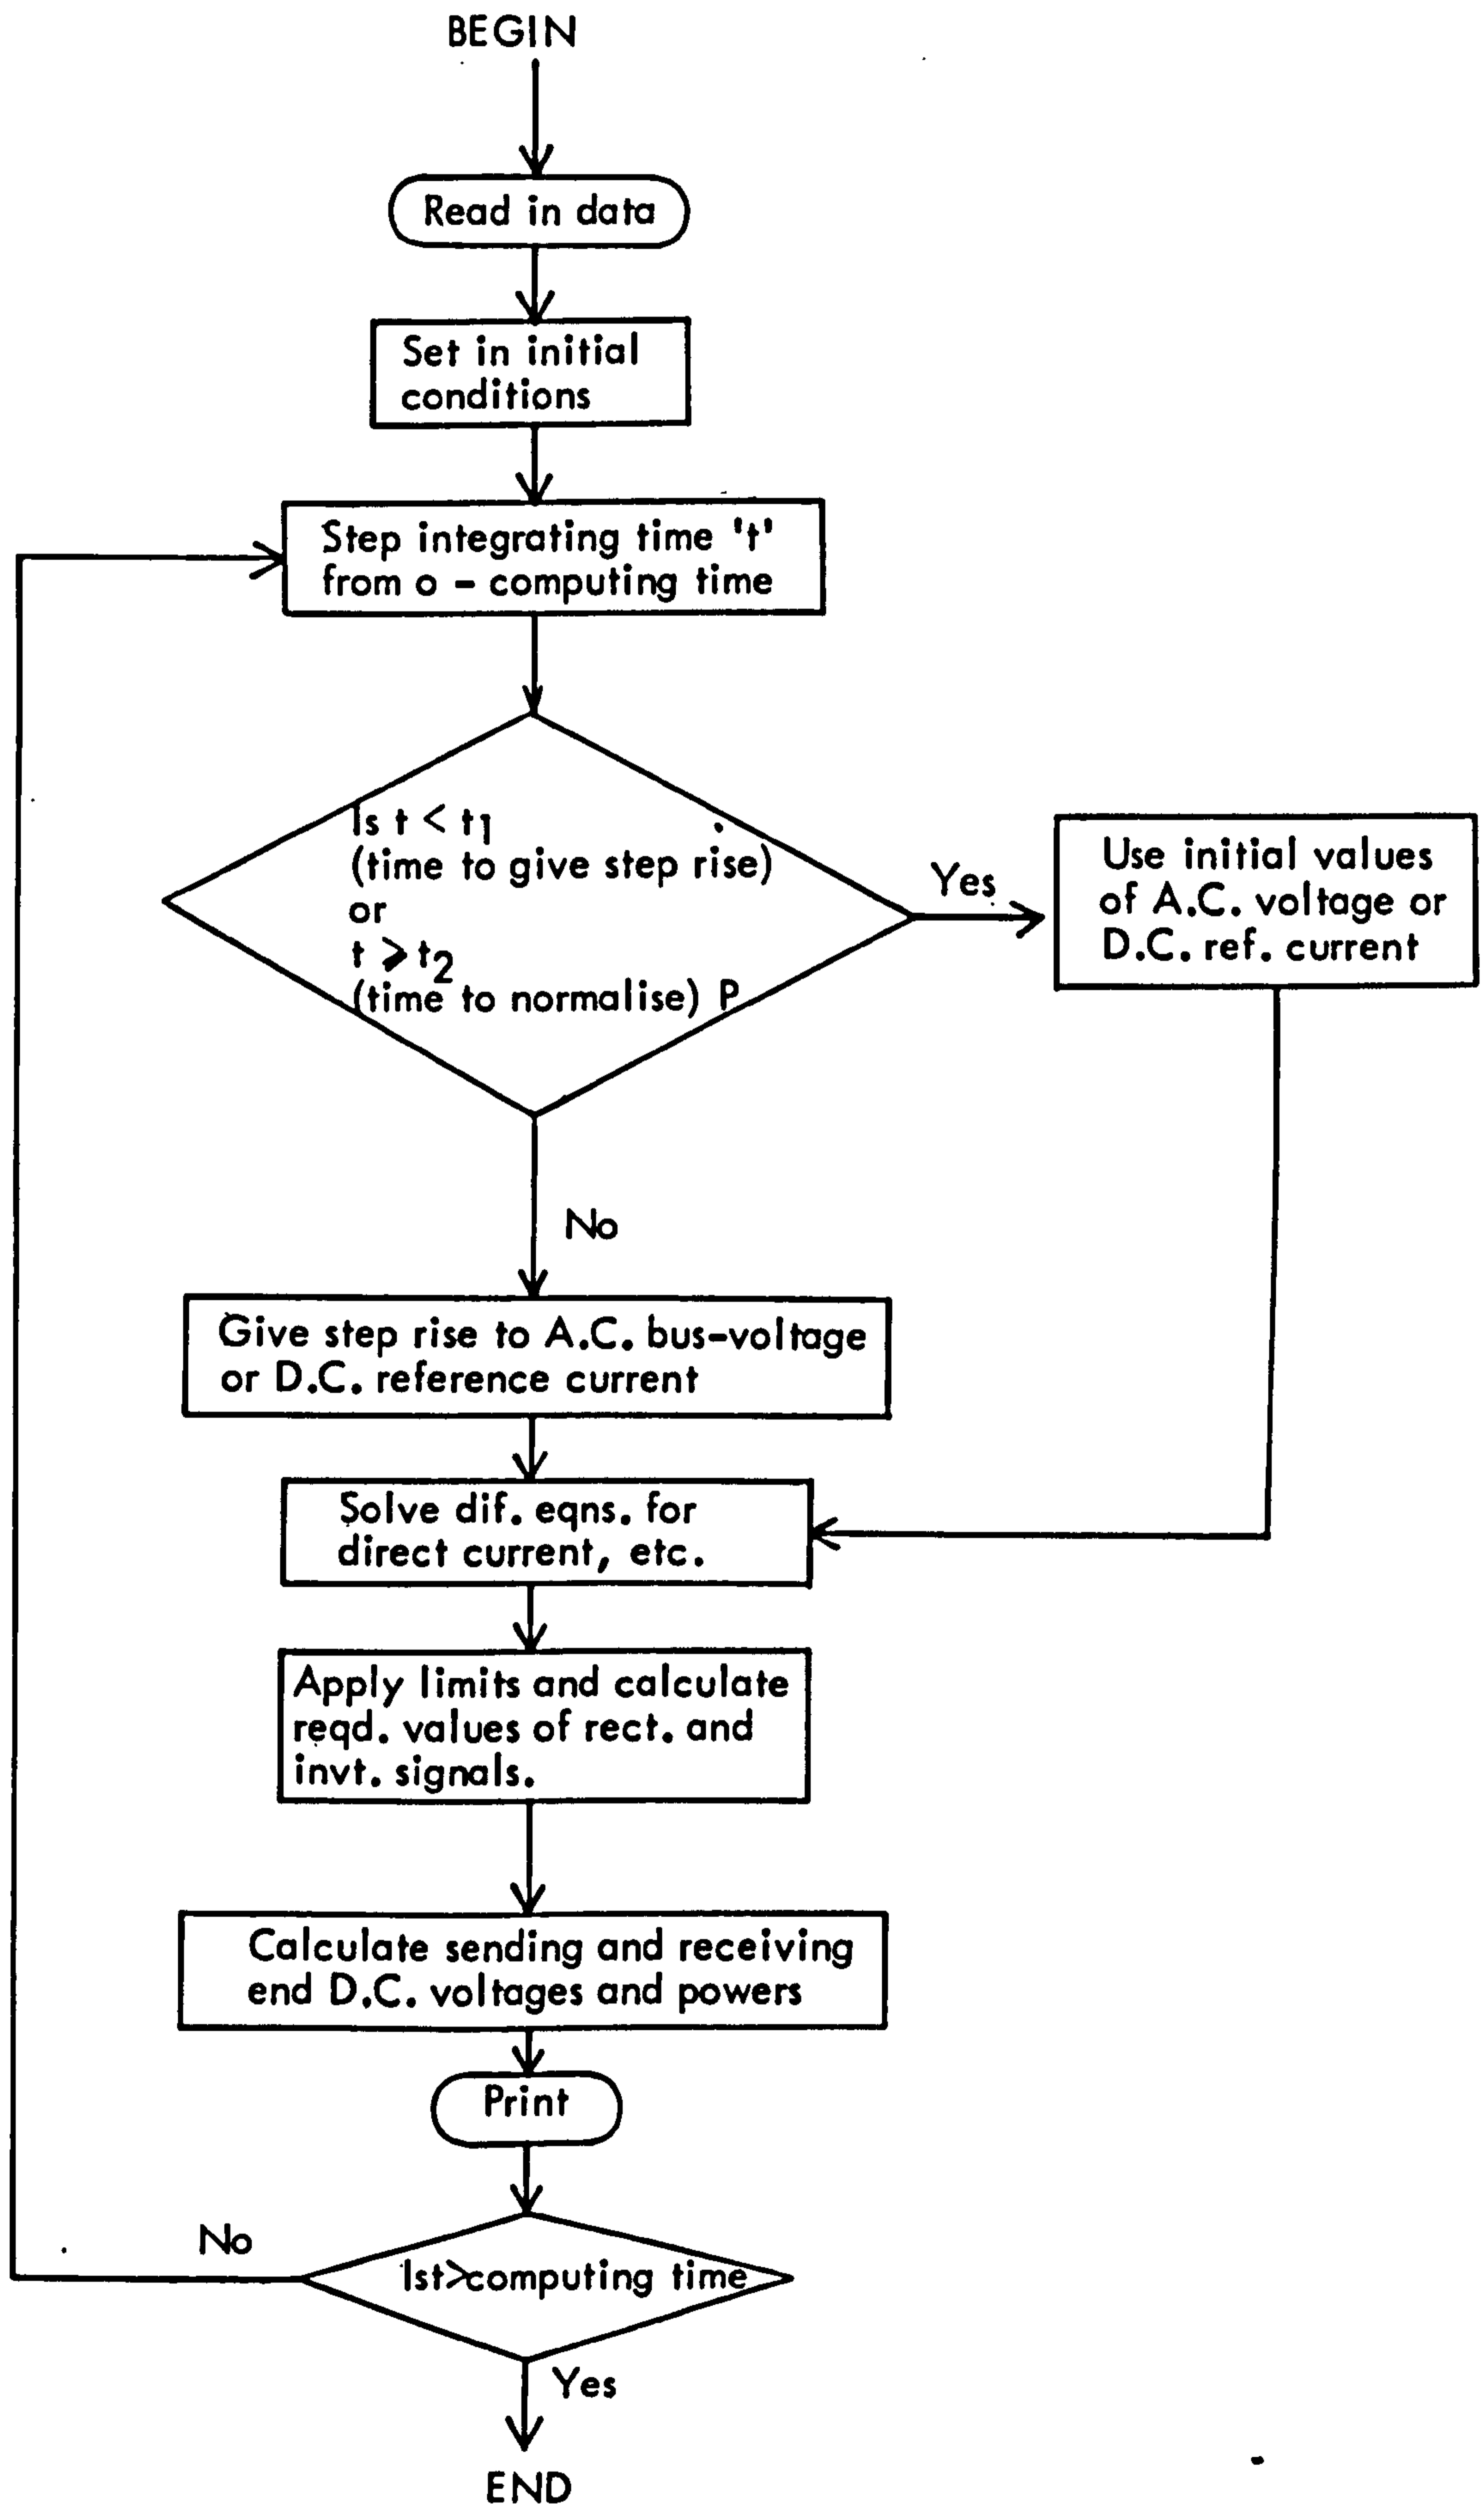 BEGIN
Read in data
Set in initial
conditions
Step integrating time 't'
from o - computing time
Is t < t1
(time to give step rise)
or
t ⩾ t2
(time to normalise) P
Yes
Use initial values
of A.C. voltage or
D.C. ref. current
No
Give step rise to A.C. bus-voltage
or D.C. reference current
Solve dif. eqns. for
direct current, etc.
Apply limits and calculate
reqd. values of rect. and
invt. signals.
Calculate sending and receiving
end D.C. voltages and powers
Print
No
Ist>computing time
Yes
END